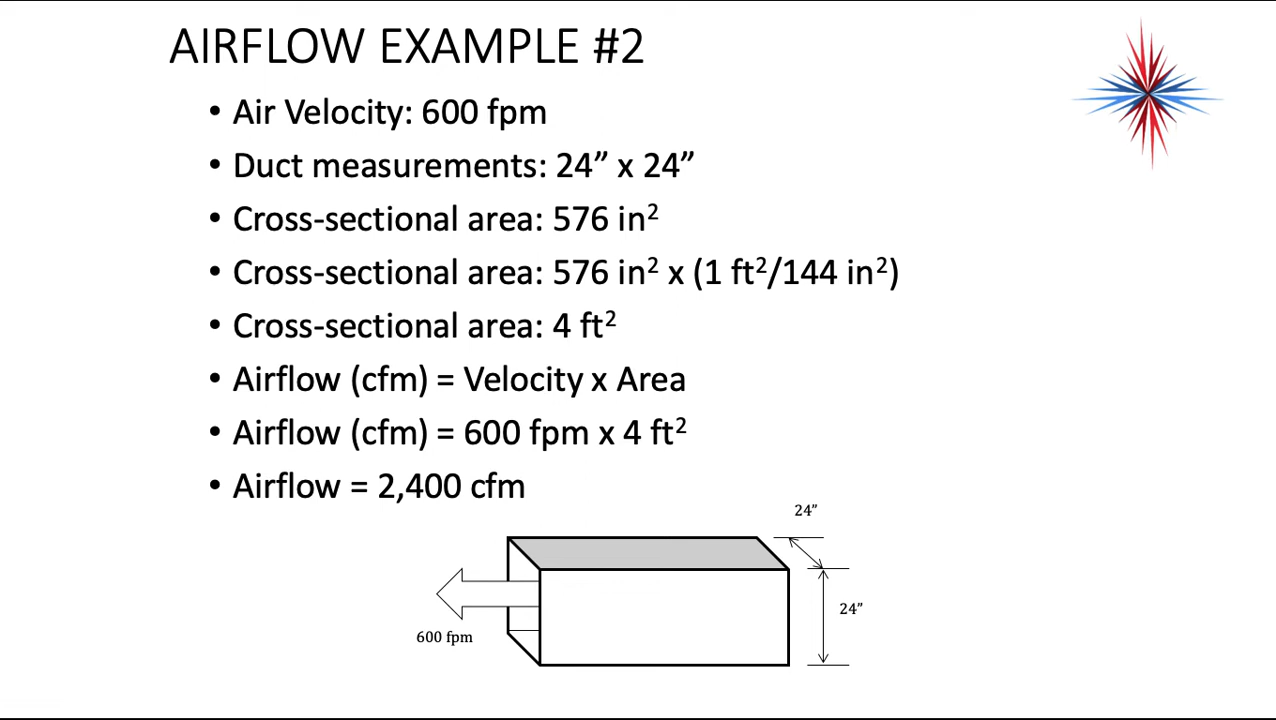 AIRFLOW EXAMPLE #2
• Air Velocity: 600 fpm
• Duct measurements: 24” x 24”
• Cross-sectional area: 576 in²
• Cross-sectional area: 576 in² x (1 ft²/144 in²)
• Cross-sectional area: 4 ft²
• Airflow (cfm) = Velocity x Area
• Airflow (cfm) = 600 fpm x 4 ft²
• Airflow = 2,400 cfm
24”
24”
600 fpm